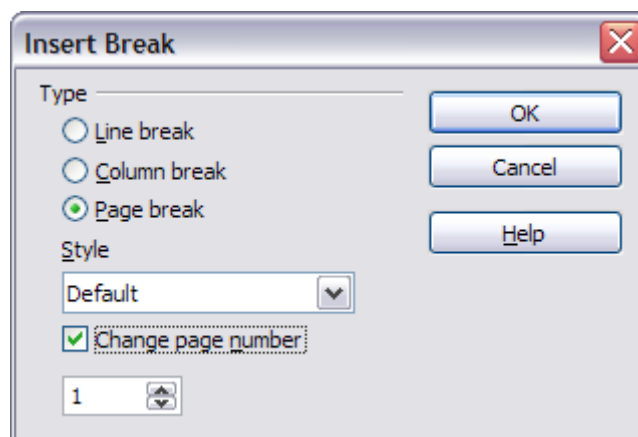 Insert Break
Type
Line break
Column break
Page break
Style
Default
Change page number
1
OK
Cancel
Help